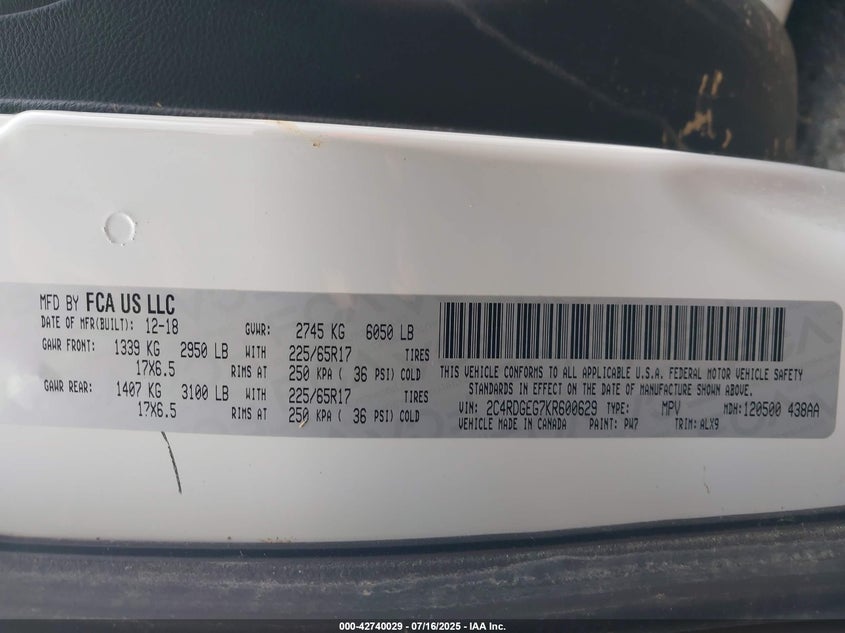 MFD BY FCA US LLC
DATE OF MFR(BUILT): 12-18 GVWR: 2745 KG 6050 LB
GAWR FRONT: 1339 KG 2950 LB WITH 225/65R17 TIRES
17X6.5 RIMS AT 250 KPA ( 36 PSI) COLD
GAWR REAR: 1407 KG 3100 LB WITH 225/65R17 TIRES
17X6.5 RIMS AT 250 KPA ( 36 PSI) COLD
THIS VEHICLE CONFORMS TO ALL APPLICABLE U.S.A. FEDERAL MOTOR VEHICLE SAFETY
STANDARDS IN EFFECT ON THE DATE OF MANUFACTURE SHOWN ABOVE.
VIN: 2C4RDGEG7KR600629 TYPE: MPV MDH: 120500 438AA
VEHICLE MADE IN CANADA PAINT: PW7 TRIM: ALX9
000-42740029 - 07/16/2025 - IAA Inc.